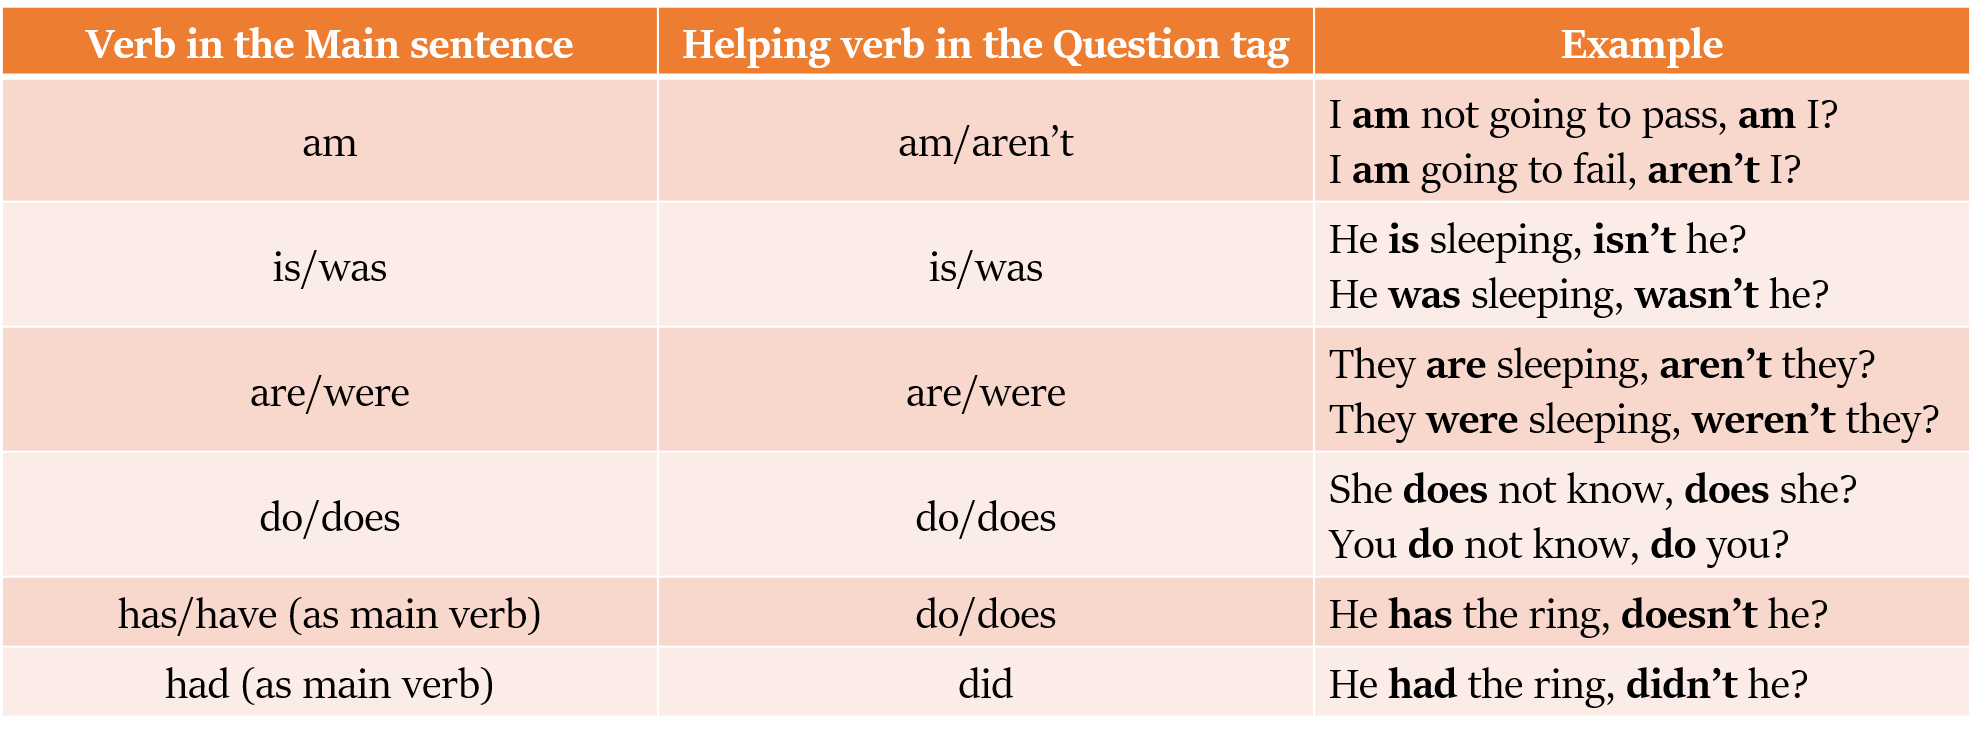 Verb in the Main sentence
Helping verb in the Question tag
Example
am
am/aren’t
I am not going to pass, am I?
I am going to fail, aren’t I?
is/was
is/was
He is sleeping, isn’t he?
He was sleeping, wasn’t he?
are/were
are/were
They are sleeping, aren’t they?
They were sleeping, weren’t they?
do/does
do/does
She does not know, does she?
You do not know, do you?
has/have (as main verb)
do/does
He has the ring, doesn’t he?
had (as main verb)
did
He had the ring, didn’t he?